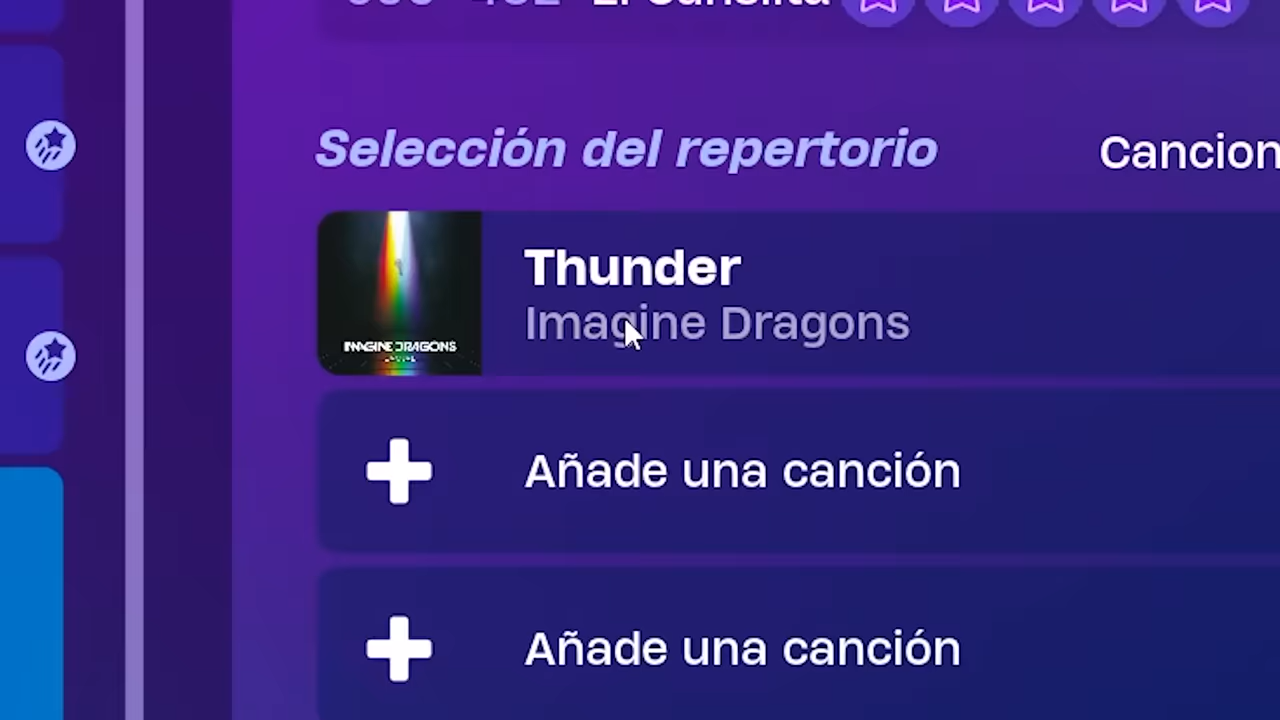 Selección del repertorio
Cancion
Thunder
Imagine Dragons
IMAGINE DRAGONS
Añade una canción
Añade una canción